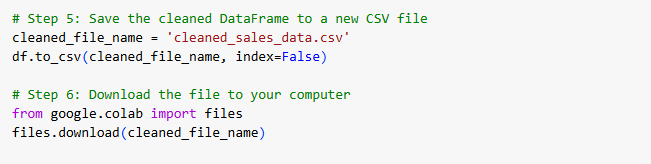 # Step 5: Save the cleaned DataFrame to a new CSV file
cleaned_file_name = 'cleaned_sales_data.csv'
df.to_csv(cleaned_file_name, index=False)
# Step 6: Download the file to your computer
from google.colab import files
files.download(cleaned_file_name)